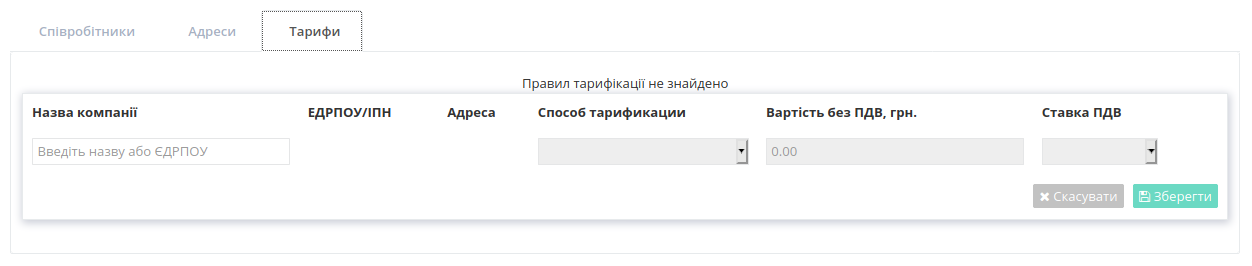 Співробітники Адреси Тарифи
Правил тарифікації не знайдено
Назва компанії ЕДРПОУ/ІПН Адреса Способ тарификации Вартість без ПДВ, грн. Ставка ПДВ
Введіть назву або ЄДРПОУ 0.00
Скасувати Зберегти